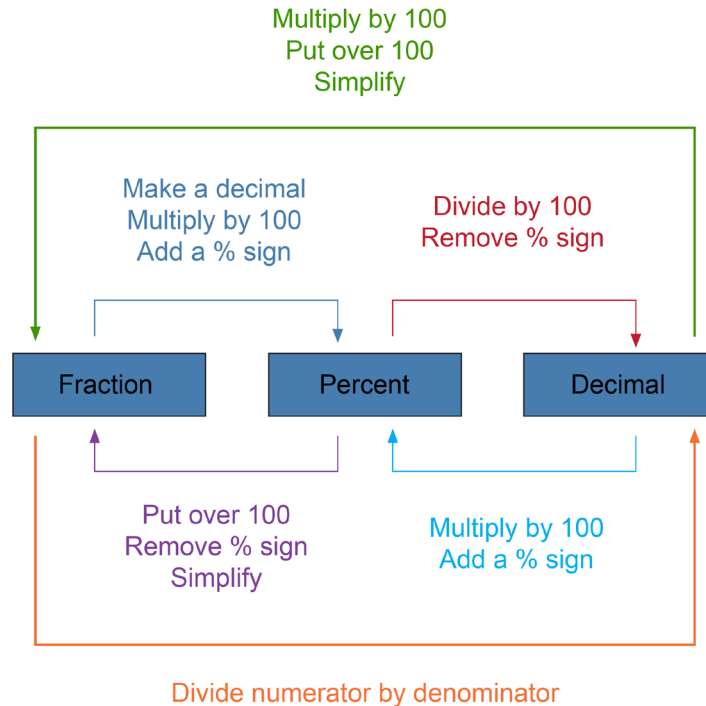 Multiply by 100
Put over 100
Simplify
Make a decimal
Multiply by 100
Add a % sign
Divide by 100
Remove % sign
Fraction
Percent
Decimal
Put over 100
Remove % sign
Simplify
Multiply by 100
Add a % sign
Divide numerator by denominator